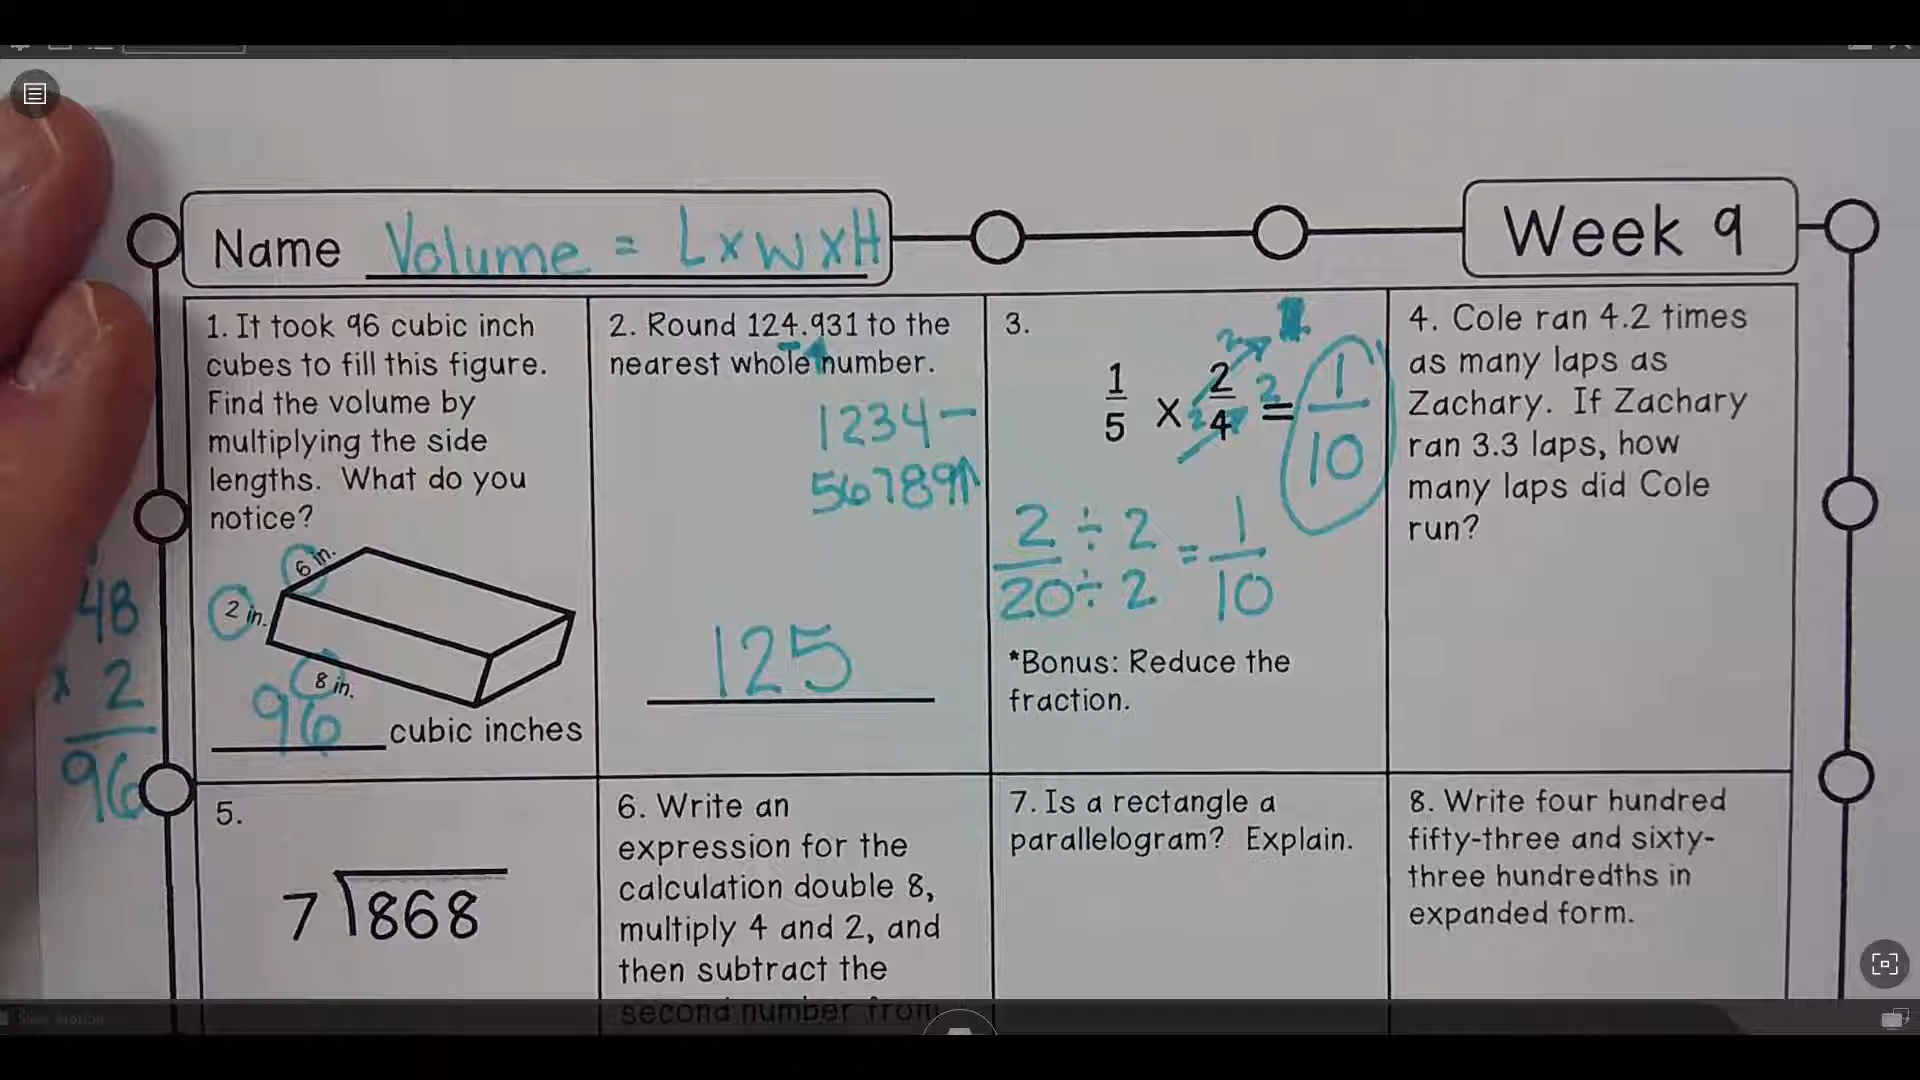 Name Volume = L x W x H
Week 9
1. It took 96 cubic inch
cubes to fill this figure.
Find the volume by
multiplying the side
lengths. What do you
notice?
6 in.
2 in.
8 in.
96 cubic inches
48
x 2
96
2. Round 124.931 to the
nearest whole number.
1234 –
56789↑
125
3.
1/5 x 2/4 = 1/10
2
2
2
2/20 ÷ 2/2 = 1/10
*Bonus: Reduce the
fraction.
4. Cole ran 4.2 times
as many laps as
Zachary. If Zachary
ran 3.3 laps, how
many laps did Cole
run?
5.
7 868
6. Write an
expression for the
calculation double 8,
multiply 4 and 2, and
then subtract the
second number from
7. Is a rectangle a
parallelogram? Explain.
8. Write four hundred
fifty-three and sixty-
three hundredths in
expanded form.